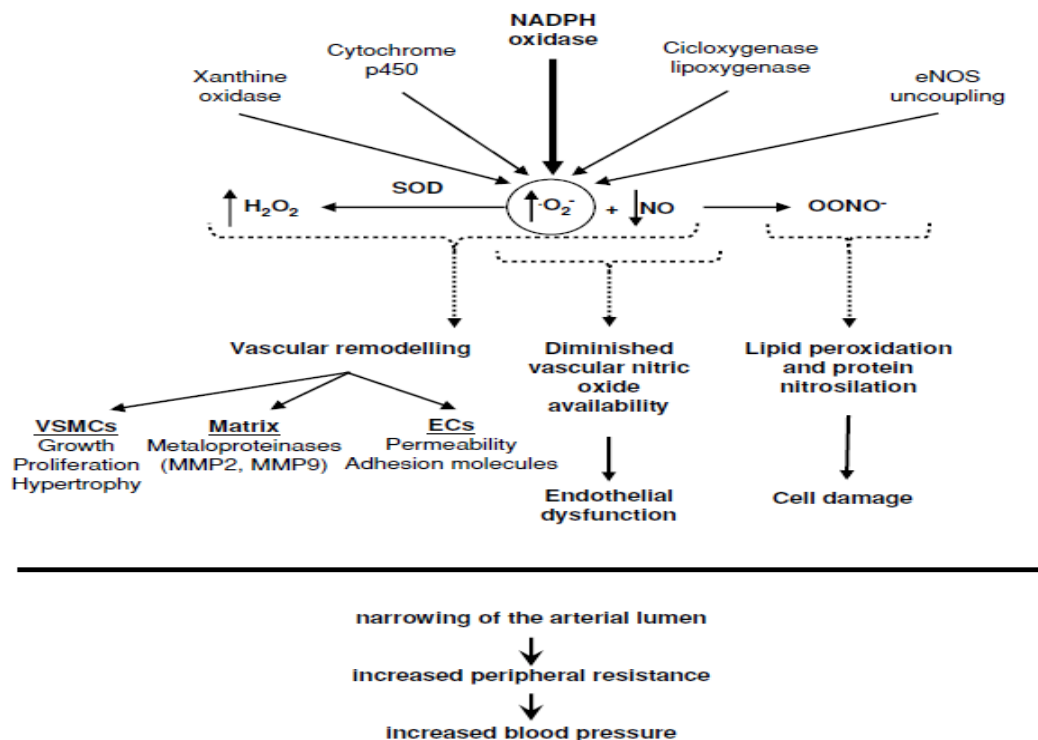 NADPH
oxidase
Cytochrome
p450
Cicloxygenase
lipoxygenase
Xanthine
oxidase
eNOS
uncoupling
SOD
H₂O₂
·O₂⁻ + NO
OONO⁻
Vascular remodelling
Diminished
vascular nitric
oxide
availability
Lipid peroxidation
and protein
nitrosilation
VSMCs
Growth
Proliferation
Hypertrophy
Matrix
Metaloproteinases
(MMP2, MMP9)
ECs
Permeability
Adhesion molecules
Endothelial
dysfunction
Cell damage
narrowing of the arterial lumen
increased peripheral resistance
increased blood pressure